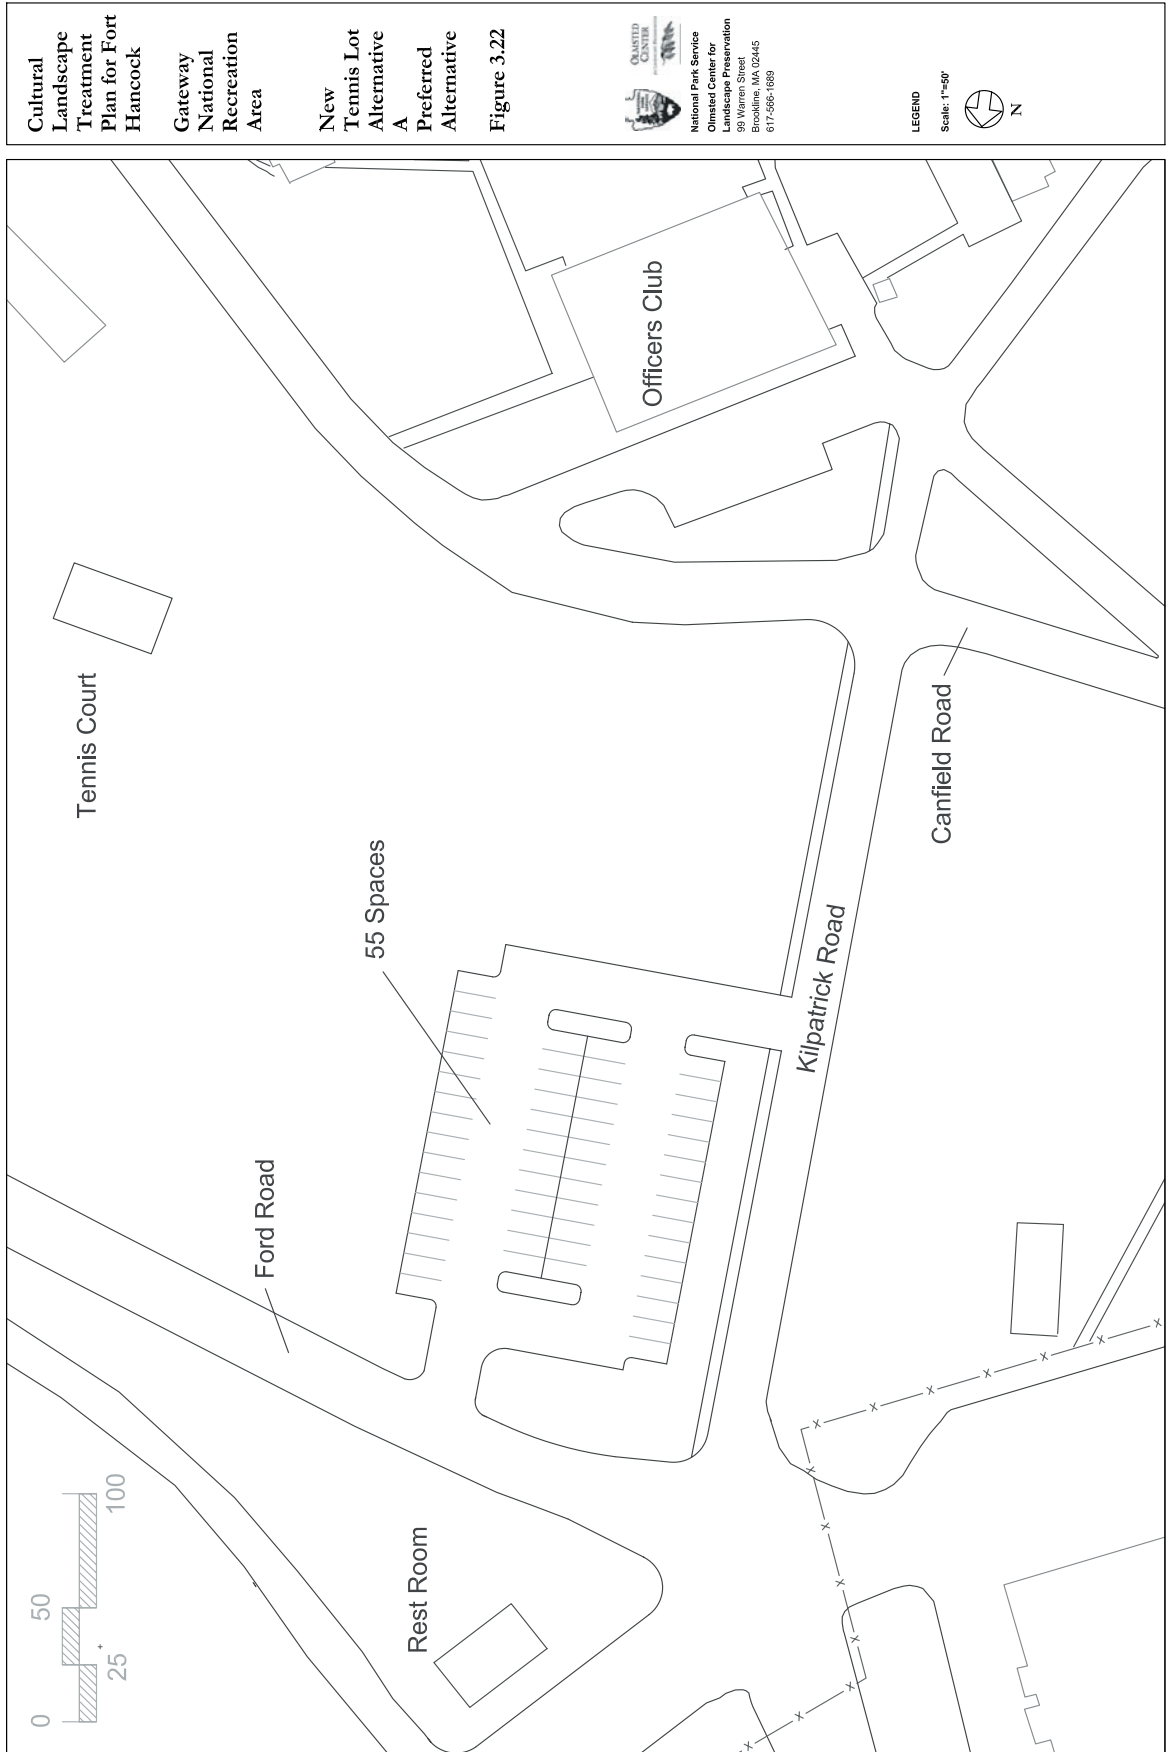 Cultural
Landscape
Treatment
Plan for Fort
Hancock
Gateway
National
Recreation
Area
New
Tennis Lot
Alternative
A
Preferred
Alternative
Figure 3.22
OLMSTED
CENTER
National Park Service
Olmsted Center for
Landscape Preservation
99 Warren Street
Brookline, MA 02445
617-566-1689
LEGEND
Scale: 1"=50'
N
Tennis Court
Officers Club
55 Spaces
Ford Road
Kilpatrick Road
Canfield Road
Rest Room
0
25
50
100